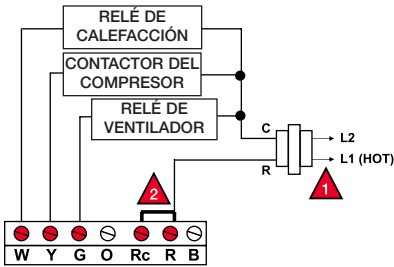 RELÉ DE
CALEFACCIÓN
CONTACTOR DEL
COMPRESOR
RELÉ DE
VENTILADOR
C
L2
R
L1 (HOT)
1
2
W Y G O Rc R B